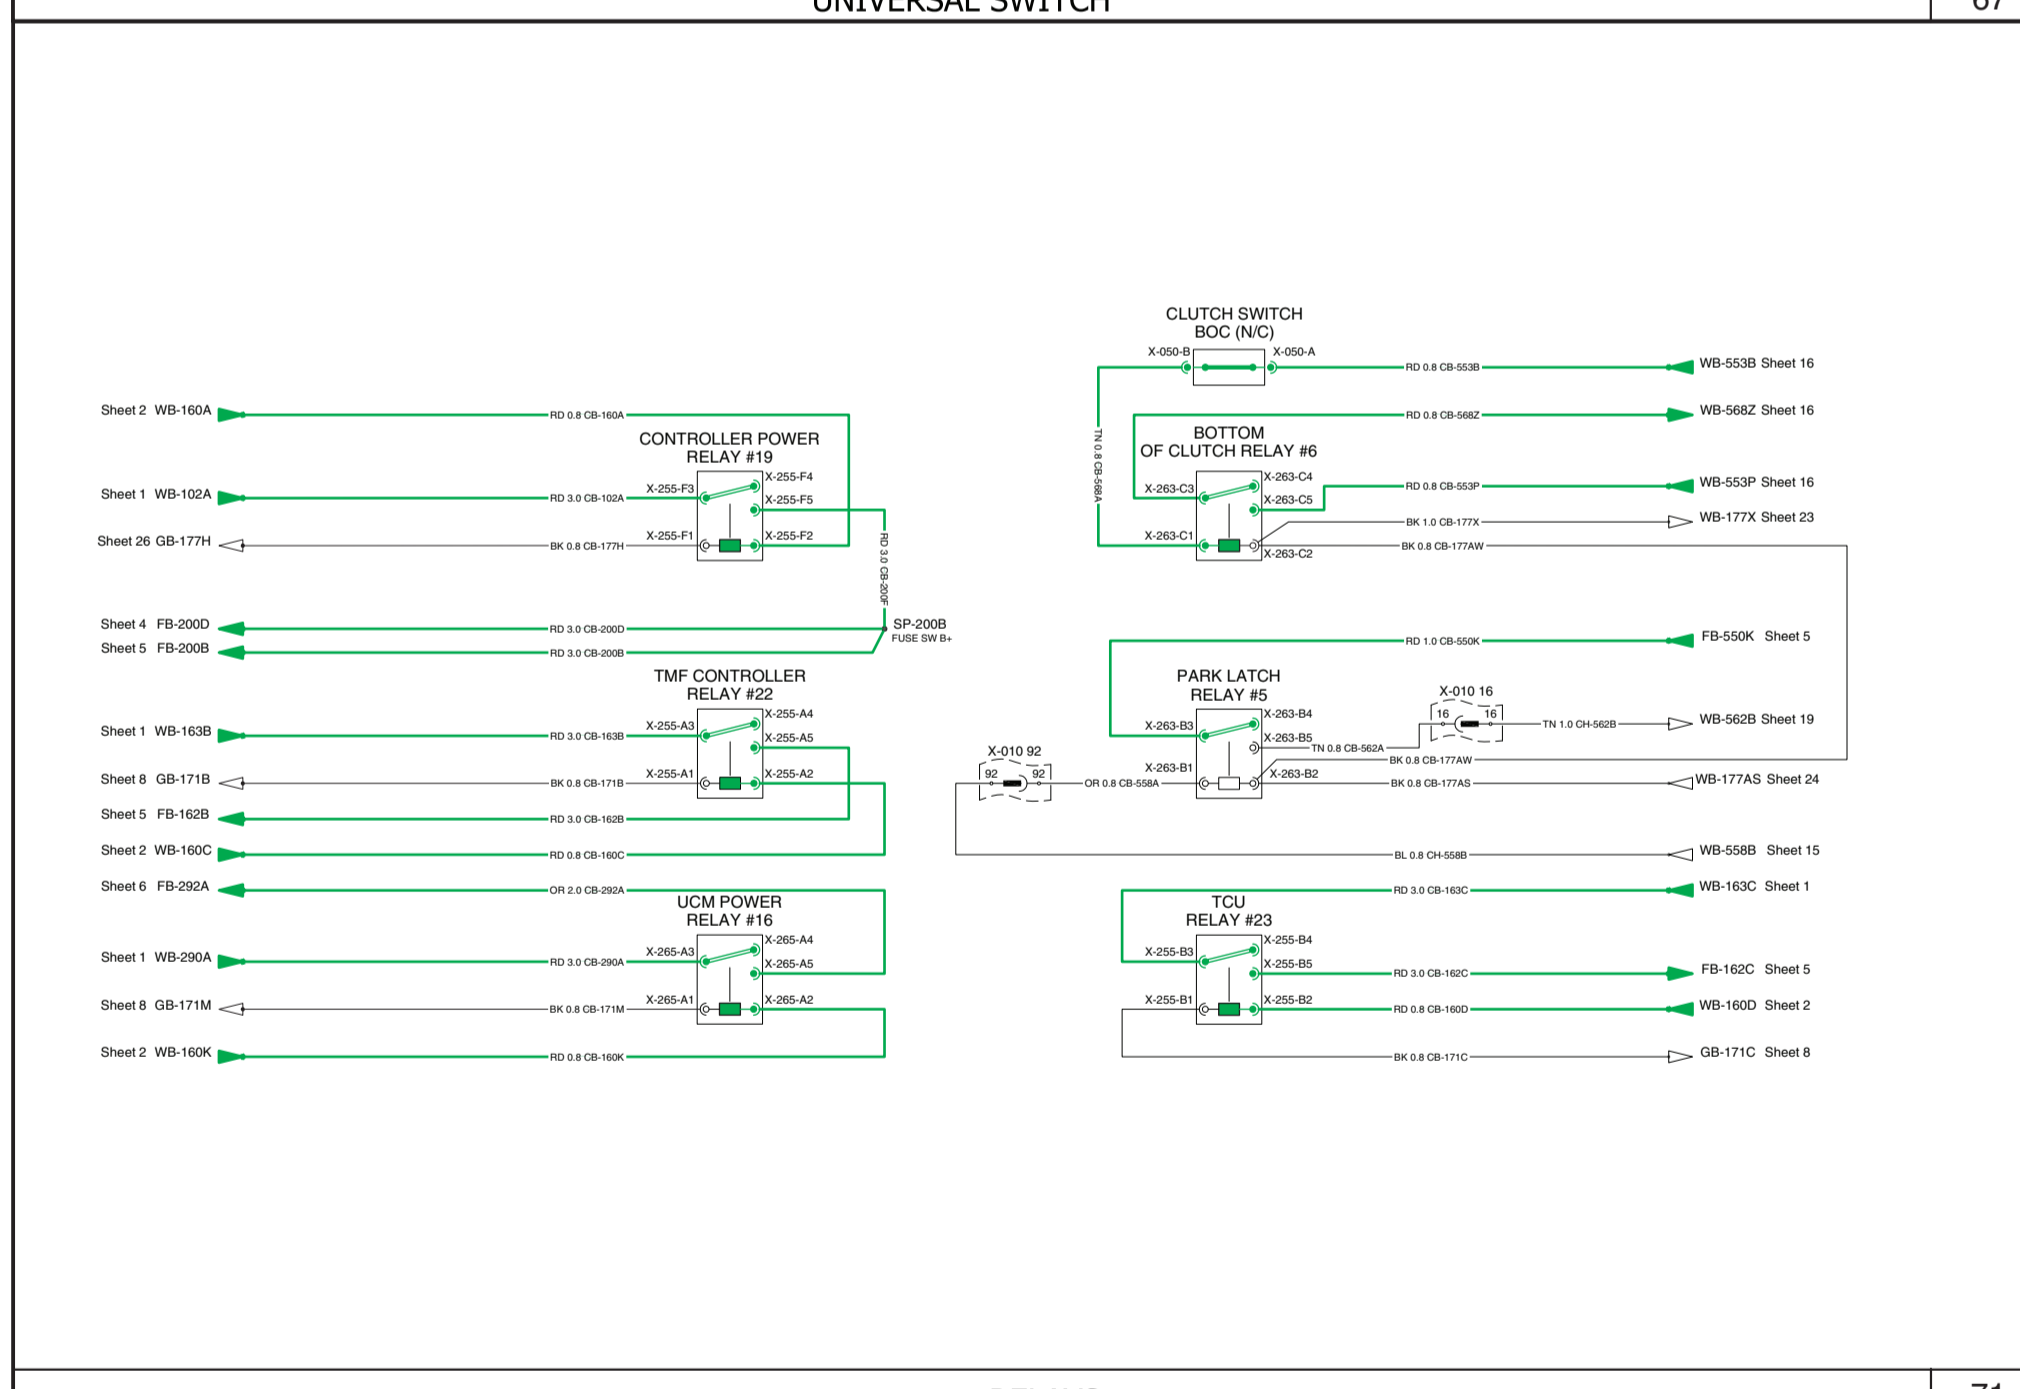 UNIVERSAL SWITCH
67
CLUTCH SWITCH
BOC (N/C)
X-050-B
X-050-A
RD 0.8 CB-553B
WB-553B Sheet 16
Sheet 2 WB-160A
RD 0.8 CB-160A
RD 0.8 CB-568Z
WB-568Z Sheet 16
TN 0.8 CB-568A
CONTROLLER POWER
RELAY #19
X-255-F4
X-255-F3
X-255-F5
Sheet 1 WB-102A
RD 3.0 CB-102A
X-255-F1
X-255-F2
Sheet 26 GB-177H
BK 0.8 CB-177H
RD 3.0 CB-200F
BOTTOM
OF CLUTCH RELAY #6
X-263-C4
X-263-C3
X-263-C5
RD 0.8 CB-553P
WB-553P Sheet 16
BK 1.0 CB-177X
WB-177X Sheet 23
X-263-C1
X-263-C2
BK 0.8 CB-177AW
Sheet 4 FB-200D
RD 3.0 CB-200D
SP-200B
FUSE SW B+
Sheet 5 FB-200B
RD 3.0 CB-200B
RD 1.0 CB-550K
FB-550K Sheet 5
TMF CONTROLLER
RELAY #22
X-255-A4
X-255-A3
X-255-A5
Sheet 1 WB-163B
RD 3.0 CB-163B
X-255-A1
X-255-A2
Sheet 8 GB-171B
BK 0.8 CB-171B
Sheet 5 FB-162B
RD 3.0 CB-162B
Sheet 2 WB-160C
RD 0.8 CB-160C
PARK LATCH
RELAY #5
X-263-B4
X-263-B3
X-263-B5
X-010 16
16
16
TN 1.0 CH-562B
WB-562B Sheet 19
TN 0.8 CB-562A
BK 0.8 CB-177AW
X-010 92
92
92
OR 0.8 CB-558A
X-263-B1
X-263-B2
BK 0.8 CB-177AS
WB-177AS Sheet 24
BL 0.8 CH-558B
WB-558B Sheet 15
Sheet 6 FB-292A
OR 2.0 CB-292A
UCM POWER
RELAY #16
X-265-A4
X-265-A3
X-265-A5
Sheet 1 WB-290A
RD 3.0 CB-290A
X-265-A1
X-265-A2
Sheet 8 GB-171M
BK 0.8 CB-171M
Sheet 2 WB-160K
RD 0.8 CB-160K
RD 3.0 CB-163C
WB-163C Sheet 1
TCU
RELAY #23
X-255-B4
X-255-B3
X-255-B5
RD 3.0 CB-162C
FB-162C Sheet 5
X-255-B1
X-255-B2
RD 0.8 CB-160D
WB-160D Sheet 2
BK 0.8 CB-171C
GB-171C Sheet 8
71